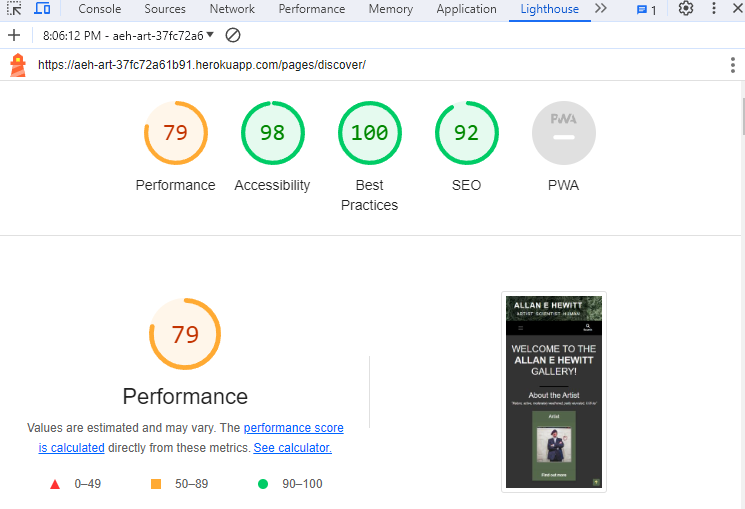 Console Sources Network Performance Memory Application Lighthouse 1
8:06:12 PM - aeh-art-37fc72a6
https://aeh-art-37fc72a61b91.herokuapp.com/pages/discover/
79 98 100 92 PWA
Performance Accessibility Best Practices SEO PWA
79
Performance
Values are estimated and may vary. The performance score
is calculated directly from these metrics. See calculator.
0–49 50–89 90–100
ALLAN E HEWITT
ARTIST SCIENTIST HUMAN
Search
WELCOME TO THE
ALLAN E HEWITT
GALLERY!
About the Artist
Artist
Find out more